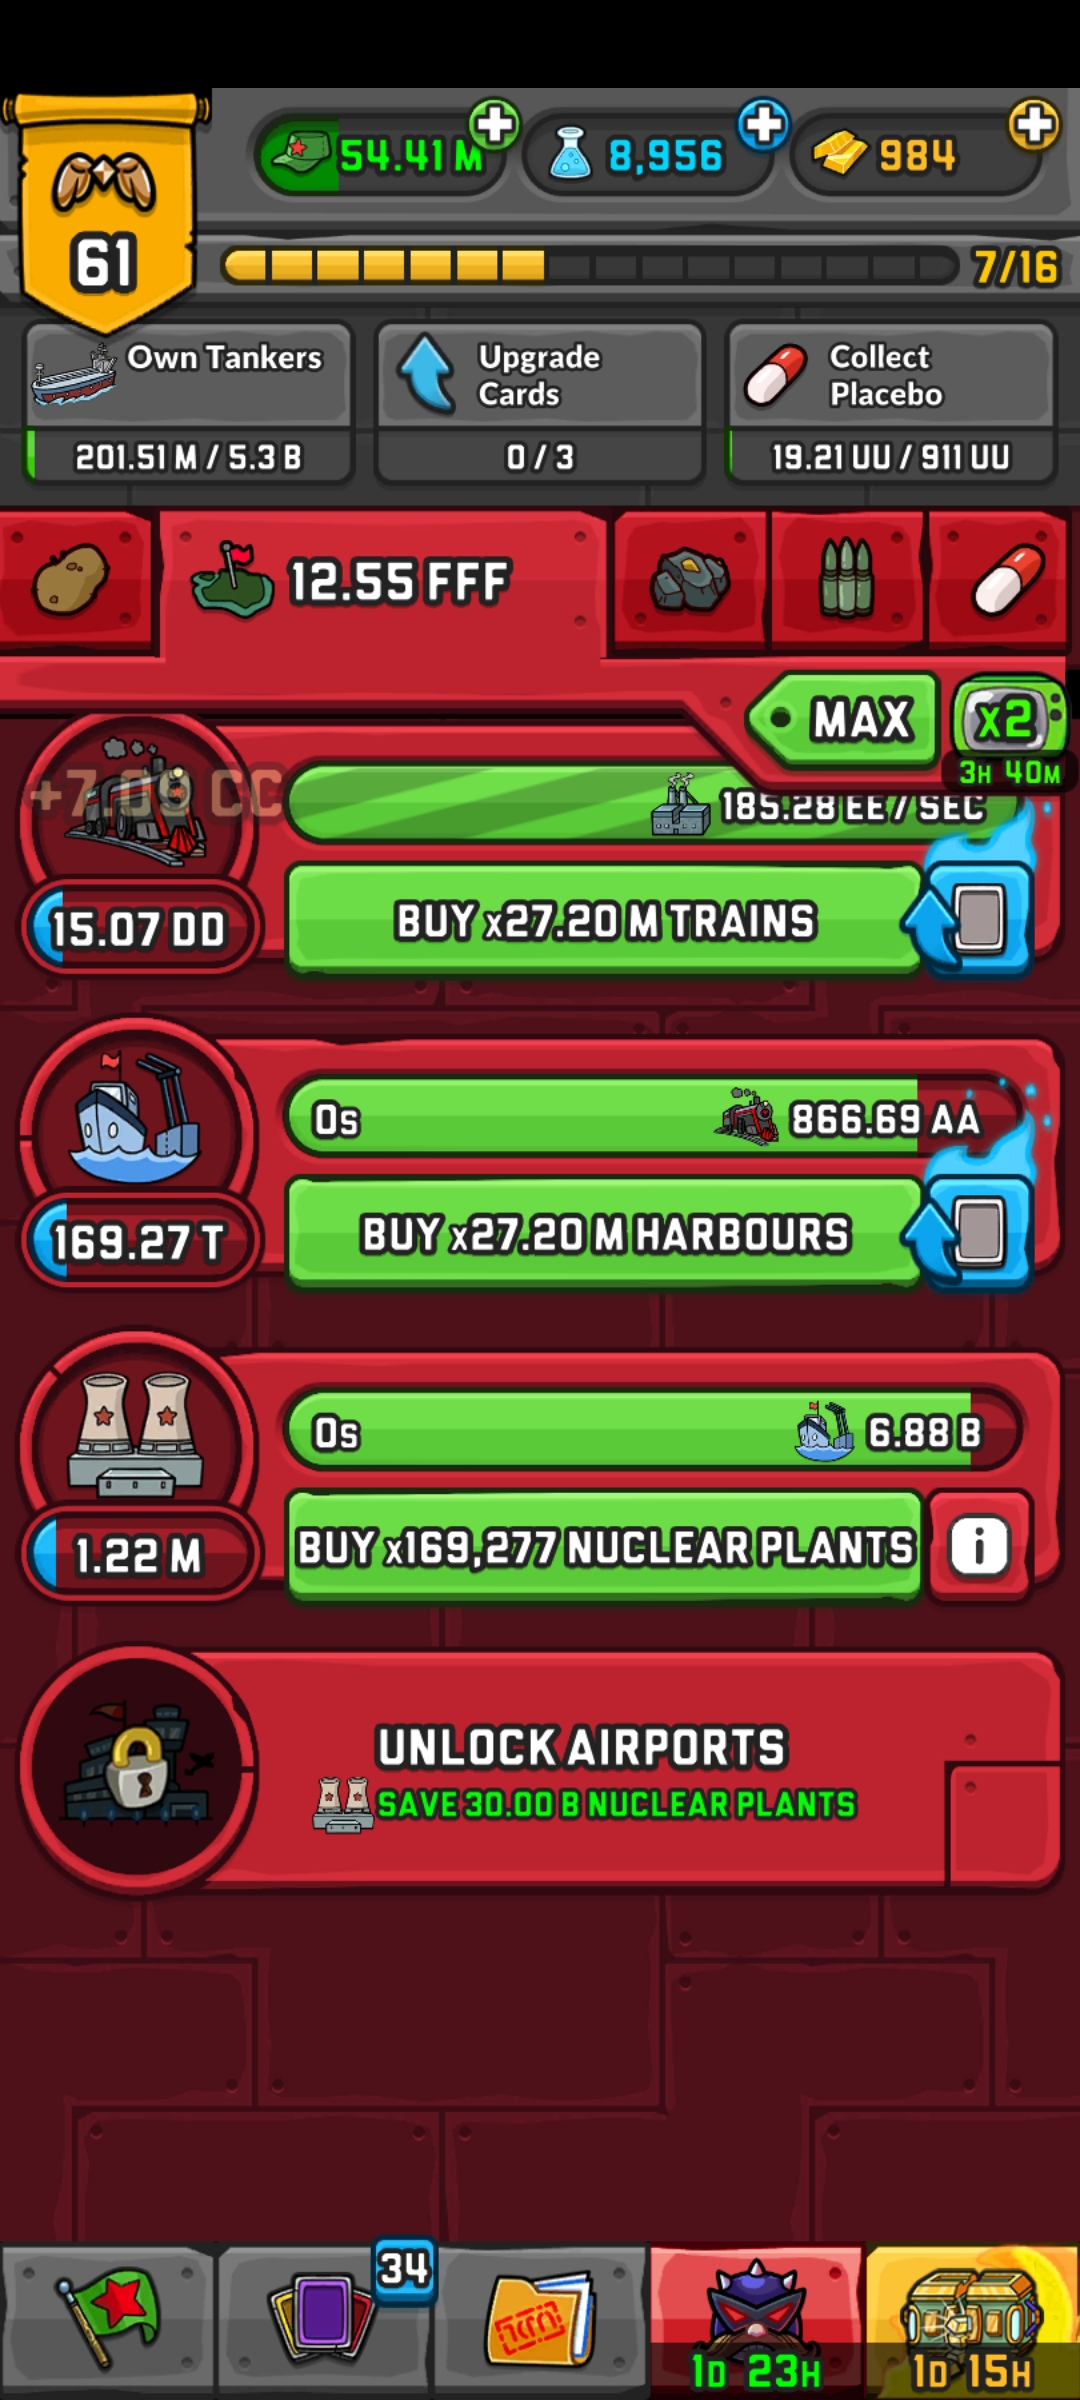 54.41 M
8,956
984
61
7/16
Own Tankers
201.51 M / 5.3 B
Upgrade
Cards
0 / 3
Collect
Placebo
19.21 UU / 911 UU
12.55 FFF
MAX
x2
3H 40M
+7.09 CC
185.28 EE / SEC
15.07 DD
BUY x27.20 M TRAINS
0s
866.69 AA
169.27 T
BUY x27.20 M HARBOURS
0s
6.88 B
1.22 M
BUY x169,277 NUCLEAR PLANTS
i
UNLOCK AIRPORTS
SAVE 30.00 B NUCLEAR PLANTS
34
1D 23H
1D 15H